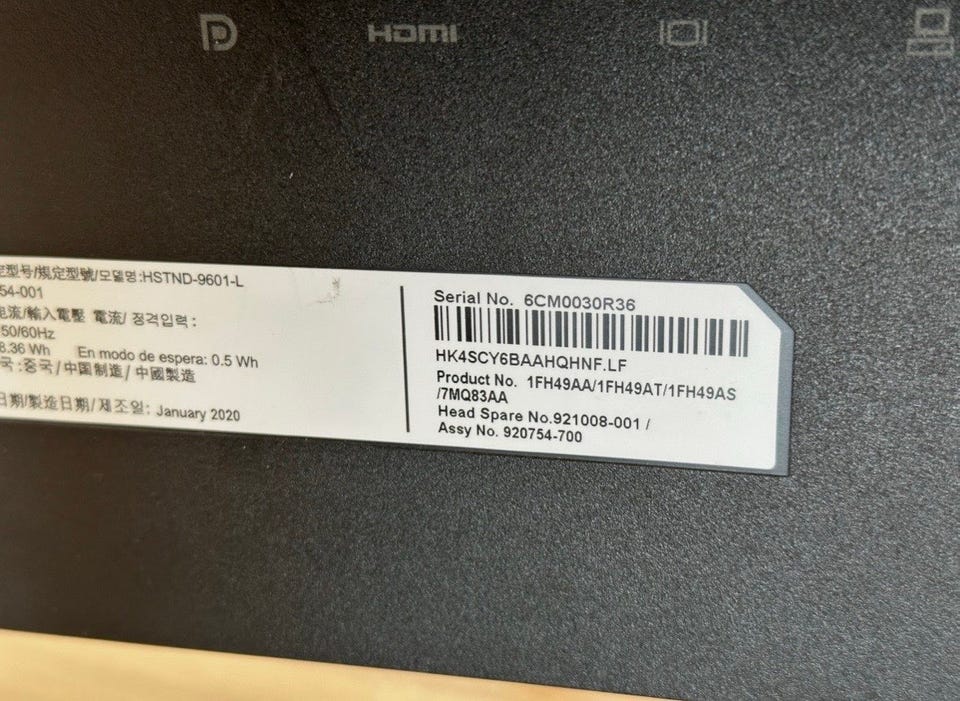 HDMI
定型号/規定型號/모델명:HSTND-9601-L
54-001
电流/輸入電壓 電流/ 정격입력 :
50/60Hz
8.36 Wh En modo de espera: 0.5 Wh
국 :중국 / 中国制造 / 中國製造
日期/製造日期/ 제조일: January 2020
Serial No. 6CM0030R36
HK4SCY6BAAHQHNF.LF
Product No. 1FH49AA/1FH49AT/1FH49AS
/7MQ83AA
Head Spare No.921008-001 /
Assy No. 920754-700